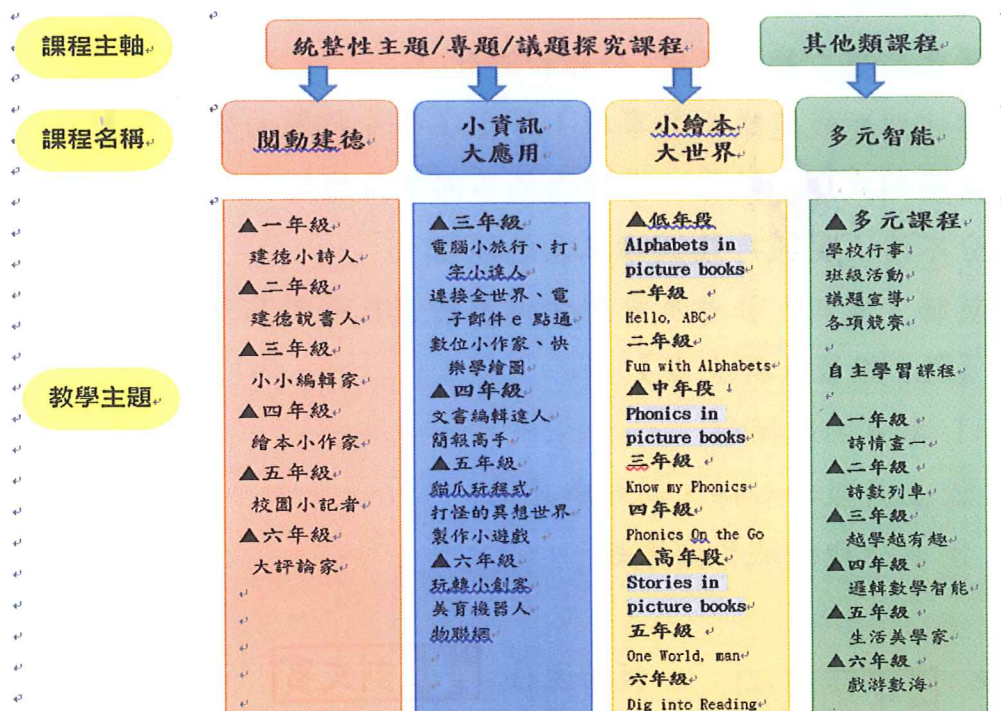 課程主軸
統整性主題/專題/議題探究課程
其他類課程
課程名稱
閱動建德
小資訊
大應用
小繪本
大世界
多元智能
教學主題
▲一年級
建德小詩人
▲二年級
建德說書人
▲三年級
小小編輯家
▲四年級
繪本小作家
▲五年級
校園小記者
▲六年級
大評論家
▲三年級
電腦小旅行、打
字小達人
連接全世界、電
子郵件e 點通
數位小作家、快
樂學繪圖
▲四年級
文書編輯達人
簡報高手
▲五年級
貓爪玩程式
打怪的異想世界
製作小遊戲
▲六年級
玩轉小創客
美育機器人
物聯網
▲低年段
Alphabets in
picture books
一年級
Hello, ABC
二年級
Fun with Alphabets
▲中年段
Phonics in
picture books
三年級
Know my Phonics
四年級
Phonics On the Go
▲高年段
Stories in
picture books
五年級
One World, man
六年級
Dig into Reading
▲多元課程
學校行事
班級活動
議題宣導
各項競賽
自主學習課程
▲一年級
詩情畫一
▲二年級
詩數列車
▲三年級
越學越有趣
▲四年級
邏輯數學智能
▲五年級
生活美學家
▲六年級
戲游數海